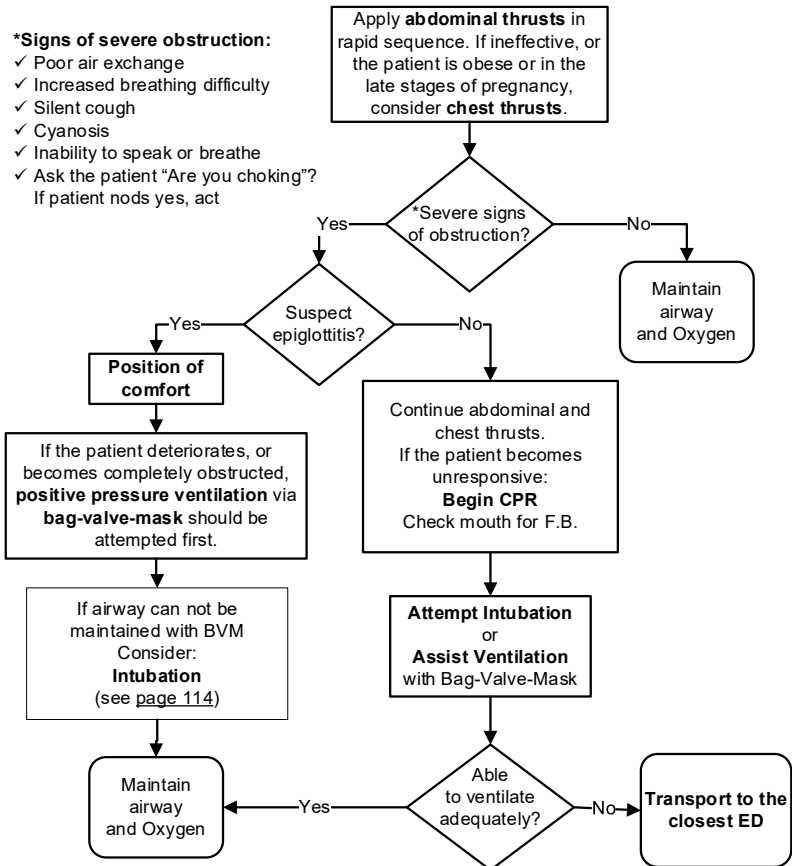 *Signs of severe obstruction:
✓ Poor air exchange
✓ Increased breathing difficulty
✓ Silent cough
✓ Cyanosis
✓ Inability to speak or breathe
✓ Ask the patient “Are you choking”?
If patient nods yes, act
Apply abdominal thrusts in
rapid sequence. If ineffective, or
the patient is obese or in the
late stages of pregnancy,
consider chest thrusts.
*Severe signs
of obstruction?
Yes
No
Maintain
airway
and Oxygen
Suspect
epiglottitis?
Yes
No
Position of
comfort
If the patient deteriorates, or
becomes completely obstructed,
positive pressure ventilation via
bag-valve-mask should be
attempted first.
If airway can not be
maintained with BVM
Consider:
Intubation
(see page 114)
Continue abdominal and
chest thrusts.
If the patient becomes
unresponsive:
Begin CPR
Check mouth for F.B.
Attempt Intubation
or
Assist Ventilation
with Bag-Valve-Mask
Able
to ventilate
adequately?
Yes
No
Maintain
airway
and Oxygen
Transport to the
closest ED